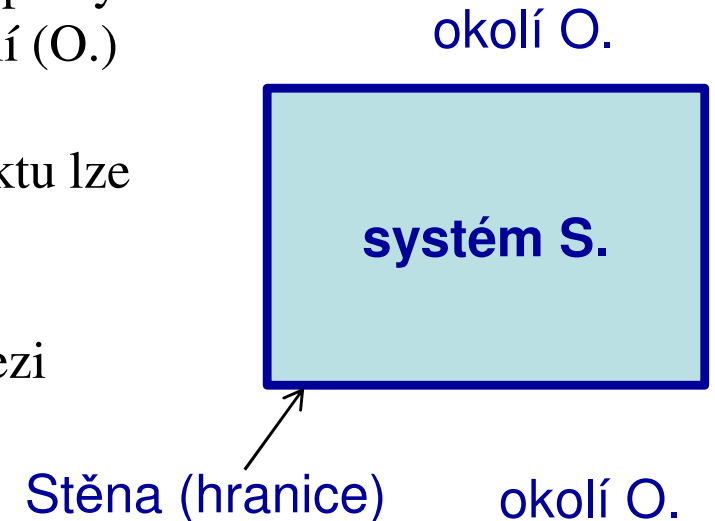 okolí O.
í (O.)
ktu lze
systém S.
ezi
Stěna (hranice)
okolí O.